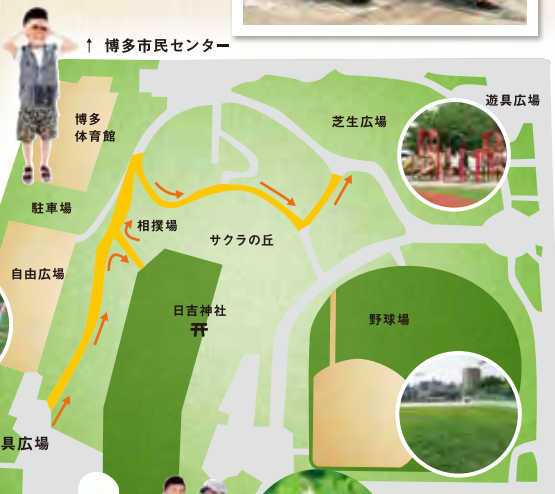 ↑ 博多市民センター
遊具広場
博多
体育館
芝生広場
駐車場
相撲場
サクラの丘
自由広場
日吉神社
野球場
具広場